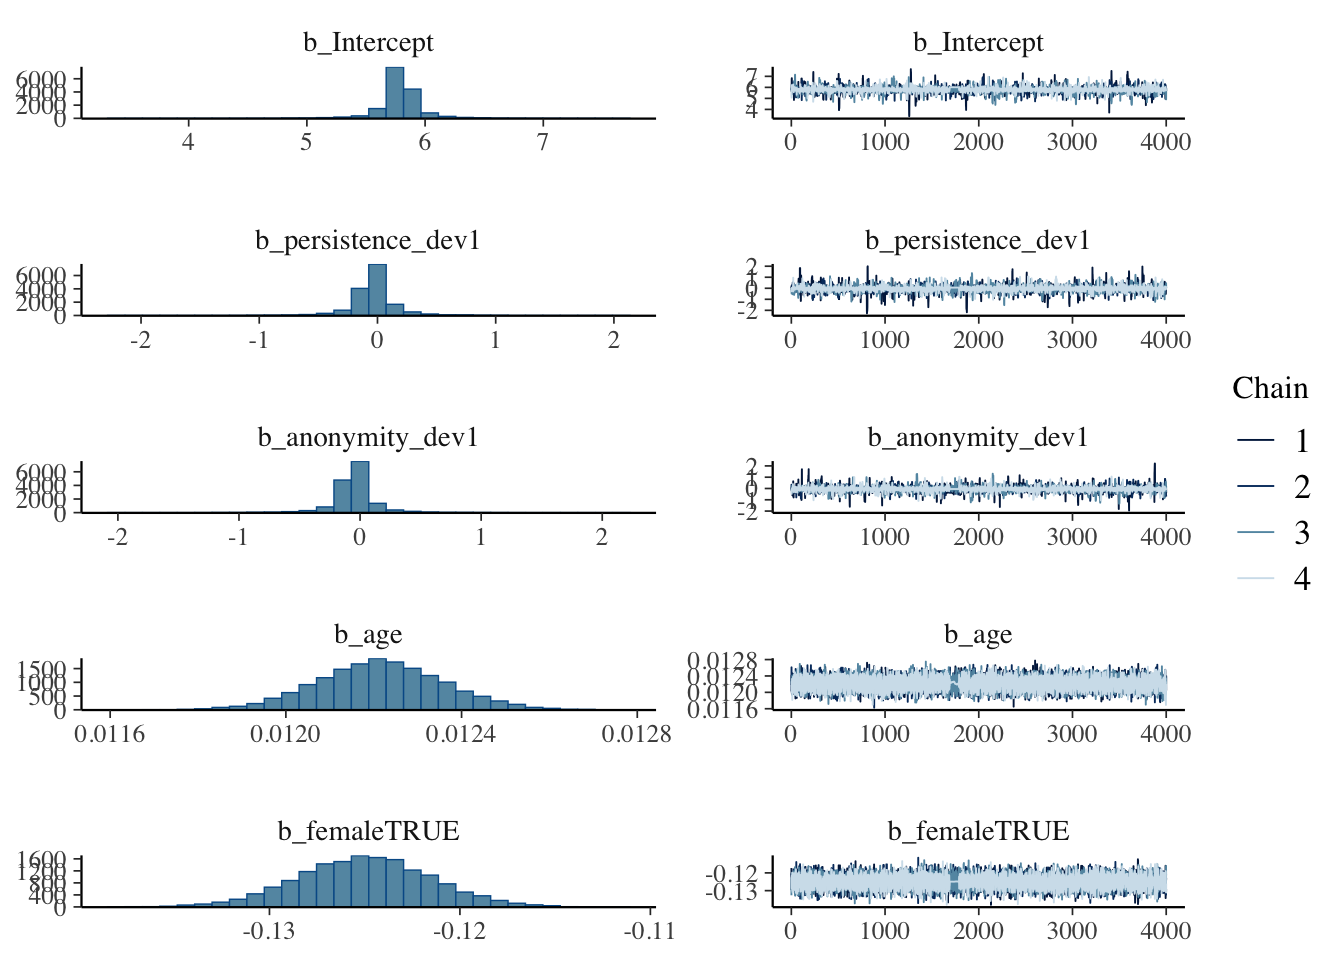 b_Intercept
b_Intercept
6000
4000
2000
0
4 5 6 7
7
6
5
4
0 1000 2000 3000 4000
b_persistence_dev1
b_persistence_dev1
6000
4000
2000
0
-2 -1 0 1 2
2
1
0
-1
-2
0 1000 2000 3000 4000
Chain
1
2
3
4
b_anonymity_dev1
b_anonymity_dev1
6000
4000
2000
0
-2 -1 0 1 2
2
1
0
-1
-2
0 1000 2000 3000 4000
b_age
b_age
1500
1000
500
0
0.0116 0.0120 0.0124 0.0128
0.0128
0.0124
0.0120
0.0116
0 1000 2000 3000 4000
b_femaleTRUE
b_femaleTRUE
1600
1200
800
400
0
-0.13 -0.12 -0.11
-0.12
-0.13
0 1000 2000 3000 4000